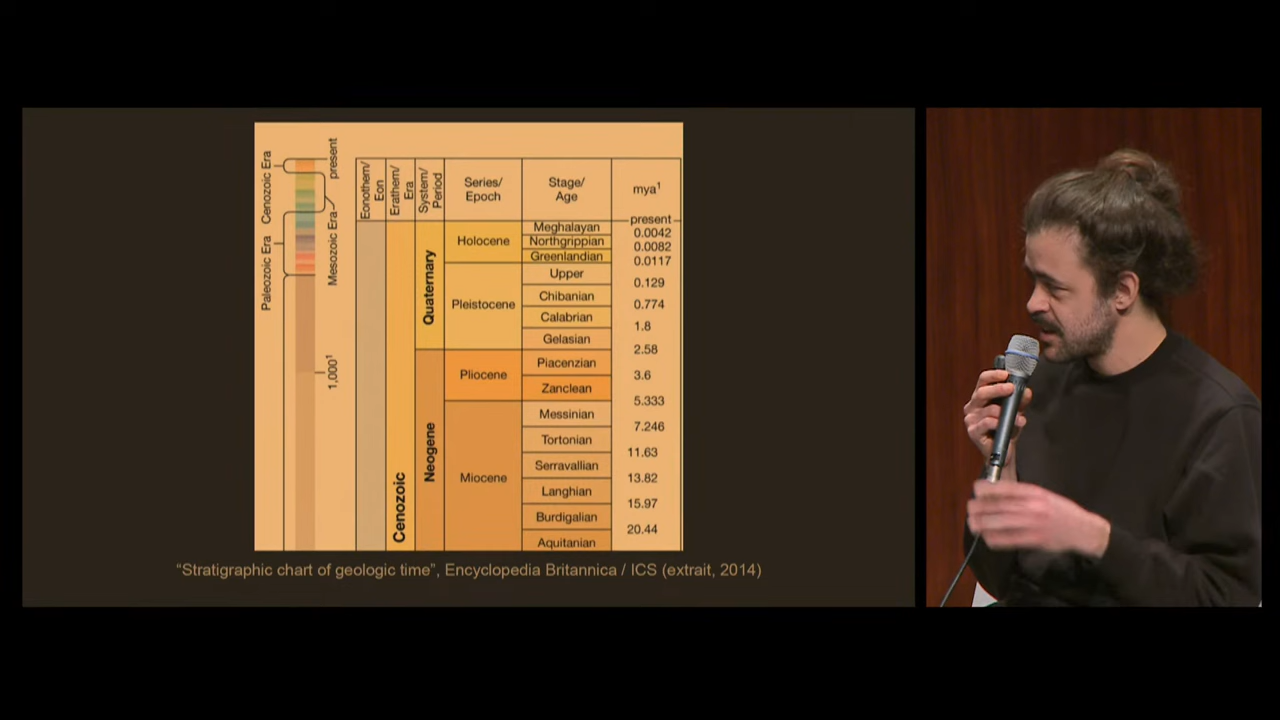 Cenozoic Era
present
Paleozoic Era
Mesozoic Era
1,000¹
Eonothem/
Eon
Erathem/
Era
System/
Period
Series/
Epoch
Stage/
Age
mya¹
Cenozoic
Quaternary
Neogene
Holocene
Pleistocene
Pliocene
Miocene
present
Meghalayan
0.0042
Northgrippian
0.0082
Greenlandian
0.0117
Upper
0.129
Chibanian
0.774
Calabrian
1.8
Gelasian
2.58
Piacenzian
3.6
Zanclean
5.333
Messinian
7.246
Tortonian
11.63
Serravallian
13.82
Langhian
15.97
Burdigalian
20.44
Aquitanian
“Stratigraphic chart of geologic time”, Encyclopedia Britannica / ICS (extrait, 2014)